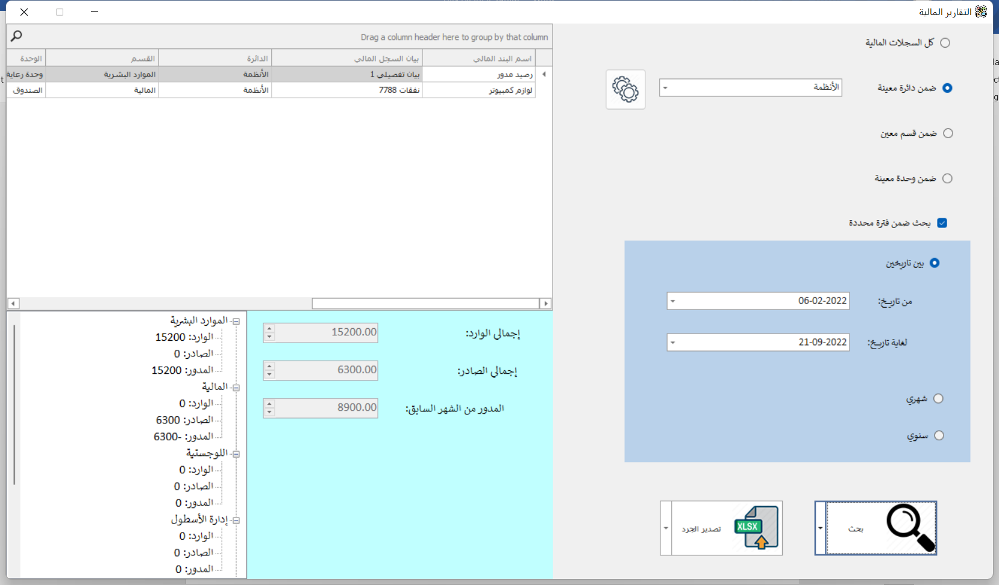 التقارير المالية
كل السجلات المالية
ضمن دائرة معينة
الأنظمة
ضمن قسم معين
ضمن وحدة معينة
بحث ضمن فترة محددة
بين تاريخين
من تاريخ:
06-02-2022
لغاية تاريخ:
21-09-2022
شهري
سنوي
بحث
XLSX
تصدير الجرد
Drag a column header here to group by that column
اسم البند المالي بيان السجل المالي الدائرة القسم الوحدة
رصيد مدور بيان تفصيلي 1 الأنظمة الموارد البشرية وحدة رعاية
لوازم كمبيوتر نفقات 7788 الأنظمة المالية الصندوق
إجمالي الوارد: 15200.00
إجمالي الصادر: 6300.00
المدور من الشهر السابق: 8900.00
الموارد البشرية
الوارد: 15200
الصادر: 0
المدور: 15200
المالية
الوارد: 0
الصادر: 6300
المدور: -6300
اللوجستية
الوارد: 0
الصادر: 0
المدور: 0
إدارة الأسطول
الوارد: 0
الصادر: 0
المدور: 0